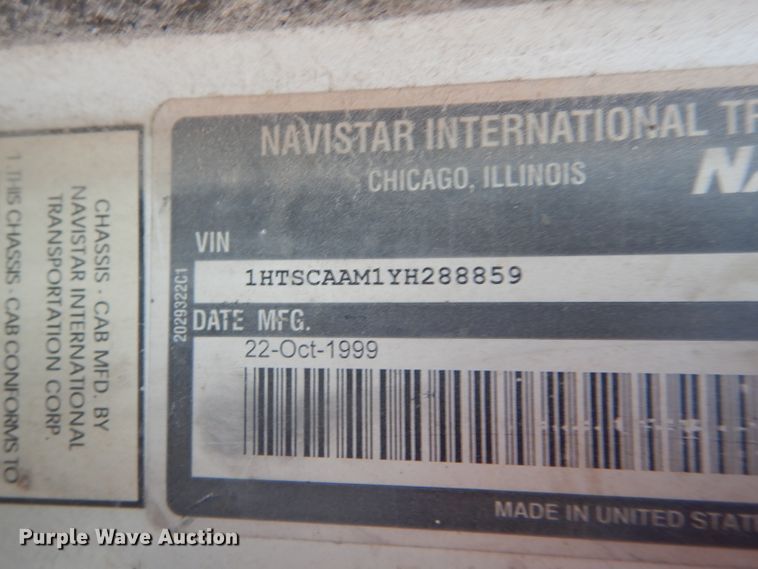 NAVISTAR INTERNATIONAL TR
CHICAGO, ILLINOIS
NA
VIN
1HTSCAAM1YH288859
DATE MFG.
22-Oct-1999
2029322C1
MADE IN UNITED STAT
CHASSIS - CAB MFD. BY
NAVISTAR INTERNATIONAL
TRANSPORTATION CORP.
1. THIS CHASSIS - CAB CONFORMS TO
Purple Wave Auction